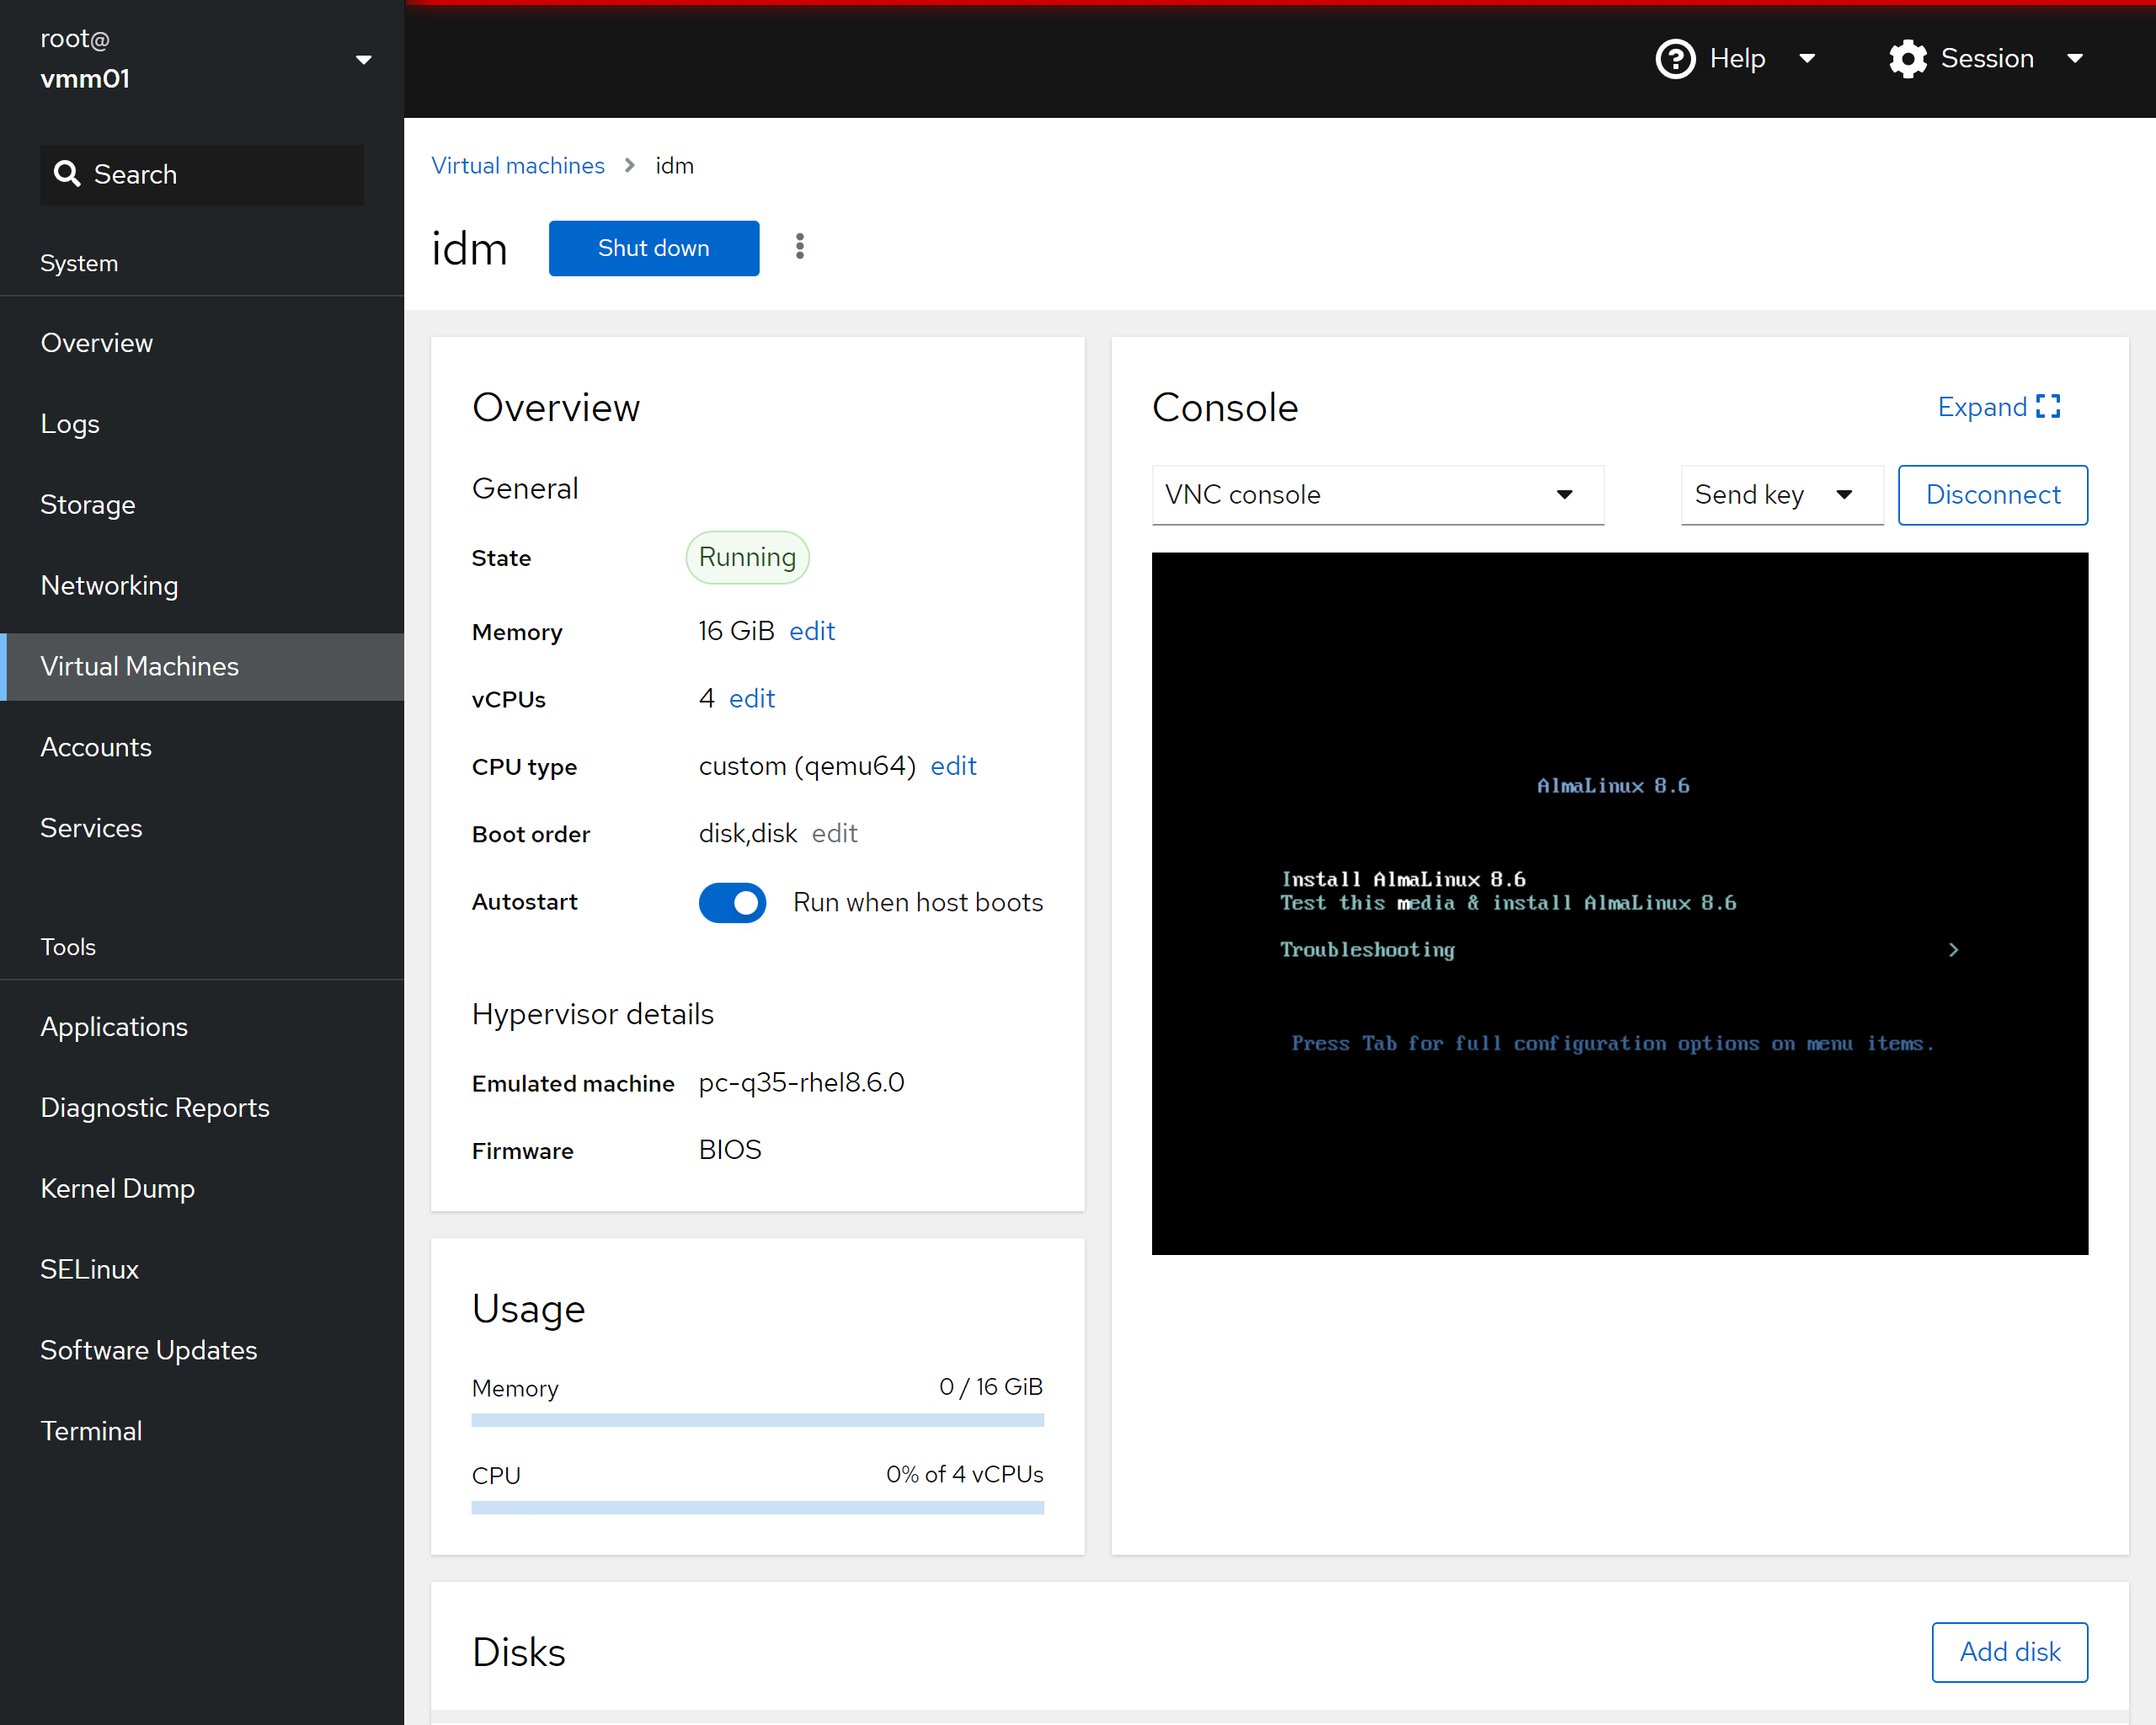 root@
vmm01
Search
System
Overview
Logs
Storage
Networking
Virtual Machines
Accounts
Services
Tools
Applications
Diagnostic Reports
Kernel Dump
SELinux
Software Updates
Terminal
Help
Session
Virtual machines > idm
idm
Shut down
Overview
General
State Running
Memory 16 GiB edit
vCPUs 4 edit
CPU type custom (qemu64) edit
Boot order disk,disk edit
Autostart Run when host boots
Hypervisor details
Emulated machine pc-q35-rhel8.6.0
Firmware BIOS
Usage
Memory 0 / 16 GiB
CPU 0% of 4 vCPUs
Console
Expand
VNC console
Send key
Disconnect
AlmaLinux 8.6
Install AlmaLinux 8.6
Test this media & install AlmaLinux 8.6
Troubleshooting >
Press Tab for full configuration options on menu items.
Disks
Add disk